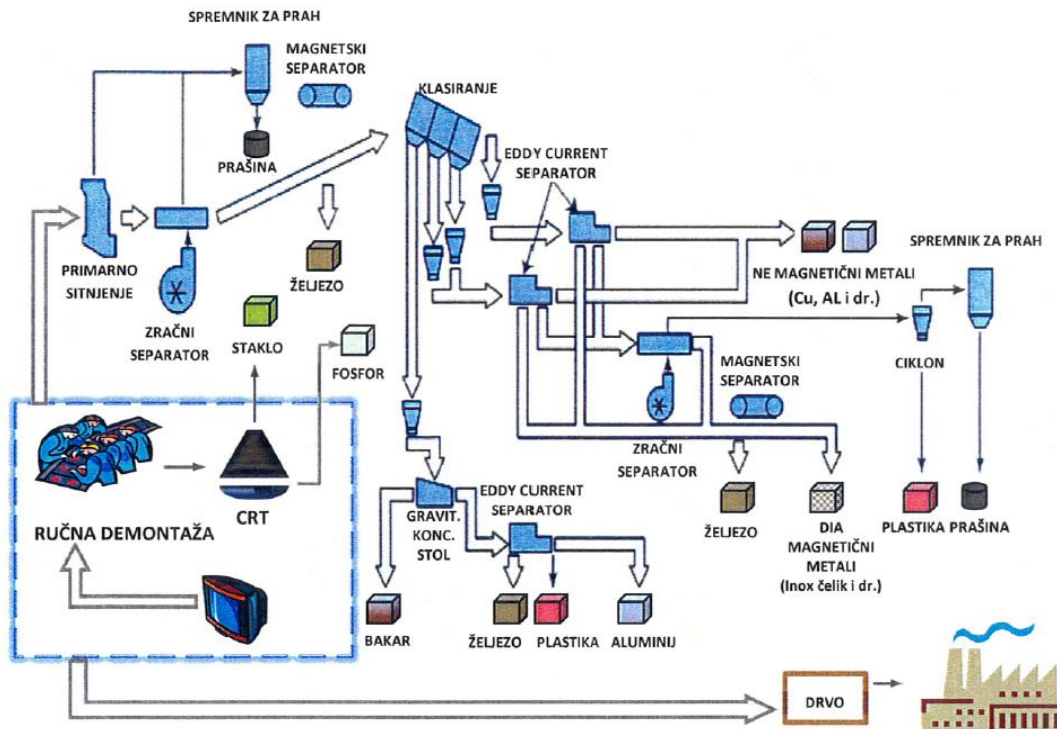 SPREMNIK ZA PRAH
MAGNETSKI
SEPARATOR
PRAŠINA
KLASIRANJE
EDDY CURRENT
SEPARATOR
PRIMARNO
SITNJENJE
ZRAČNI
SEPARATOR
ŽELJEZO
STAKLO
FOSFOR
NE MAGNETIČNI METALI
(Cu, AL i dr.)
SPREMNIK ZA PRAH
CIKLON
MAGNETSKI
SEPARATOR
ZRAČNI
SEPARATOR
RUČNA DEMONTAŽA
CRT
GRAVIT.
KONC.
STOL
EDDY CURRENT
SEPARATOR
ŽELJEZO
DIA
MAGNETIČNI
METALI
(Inox čelik i dr.)
PLASTIKA
PRAŠINA
BAKAR
ŽELJEZO
PLASTIKA
ALUMINIJ
DRVO